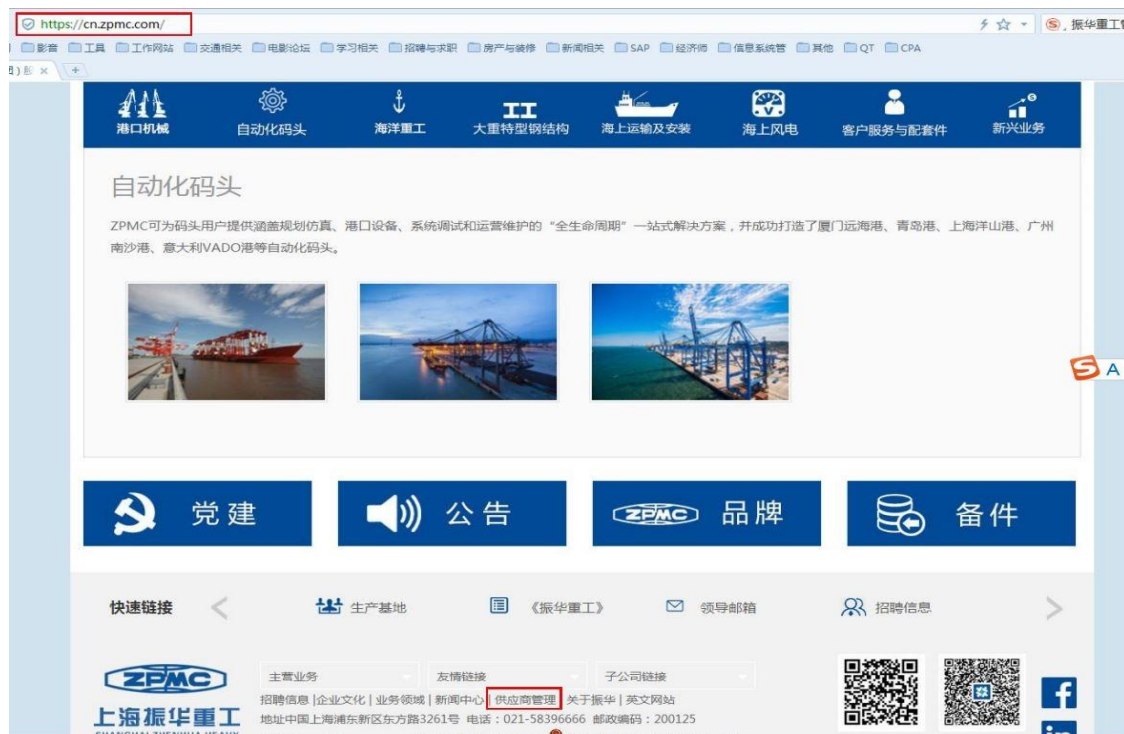 https://cn.zpmc.com/
振华重工
影音 工具 工作网站 交通相关 电影论坛 学习相关 招聘与求职 房产与装修 新闻相关 SAP 经济师 信息系统管 其他 QT CPA
港口机械 自动化码头 海洋重工 大重特型钢结构 海上运输及安装 海上风电 客户服务与配套件 新兴业务
自动化码头
ZPMC可为码头用户提供涵盖规划仿真、港口设备、系统调试和运营维护的“全生命周期”一站式解决方案,并成功打造了厦门远海港、青岛港、上海洋山港、广州
南沙港、意大利VADO港等自动化码头。
A
党建 公告 ZPMC 品牌 备件
快速链接 生产基地 《振华重工》 领导邮箱 招聘信息
ZPMC
主营业务 友情链接 子公司链接
招聘信息 |企业文化 | 业务领域 | 新闻中心 | 供应商管理 | 关于振华 | 英文网站
上海振华重工
地址中国上海浦东新区东方路3261号 电话:021-58396666 邮政编码:200125
f
in